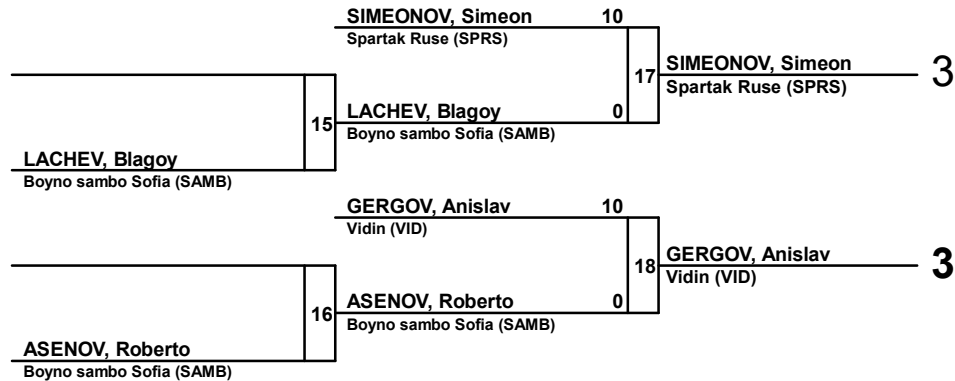 SIMEONOV, Simeon 10
Spartak Ruse (SPRS)
17
SIMEONOV, Simeon
Spartak Ruse (SPRS)
3
15
LACHEV, Blagoy 0
Boyno sambo Sofia (SAMB)
LACHEV, Blagoy
Boyno sambo Sofia (SAMB)
GERGOV, Anislav 10
Vidin (VID)
18
GERGOV, Anislav
Vidin (VID)
3
16
ASENOV, Roberto 0
Boyno sambo Sofia (SAMB)
ASENOV, Roberto
Boyno sambo Sofia (SAMB)